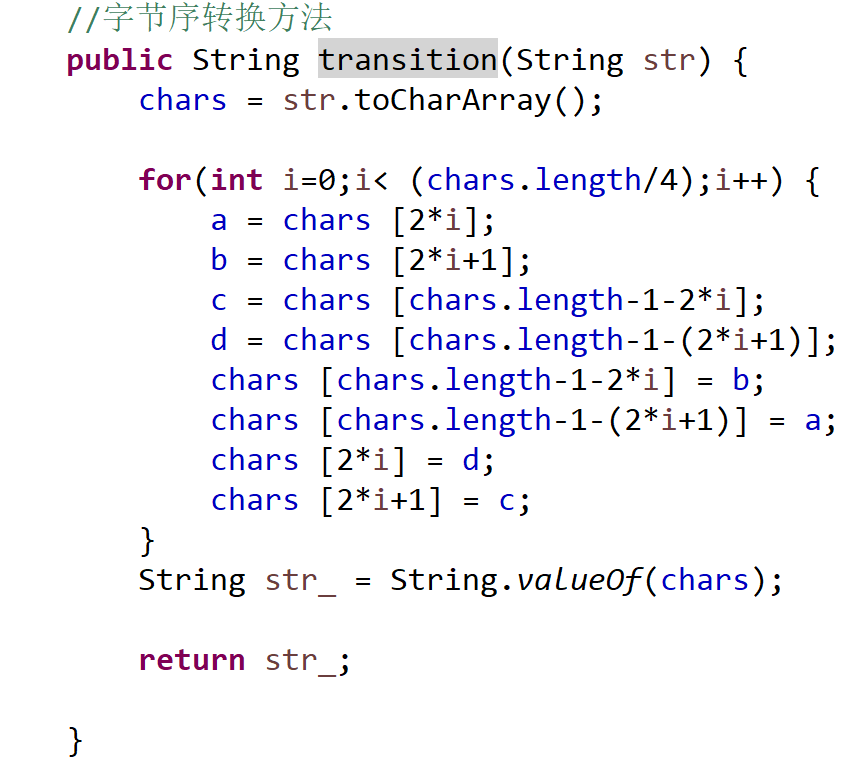 //字节序转换方法
public String transition(String str) {
chars = str.toCharArray();
for(int i=0;i< (chars.length/4);i++) {
a = chars [2*i];
b = chars [2*i+1];
c = chars [chars.length-1-2*i];
d = chars [chars.length-1-(2*i+1)];
chars [chars.length-1-2*i] = b;
chars [chars.length-1-(2*i+1)] = a;
chars [2*i] = d;
chars [2*i+1] = c;
}
String str_ = String.valueOf(chars);
return str_;
}